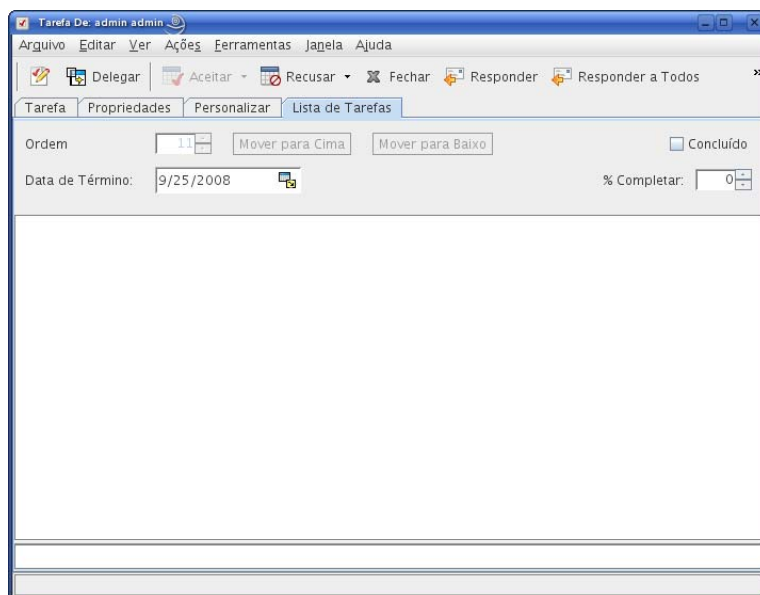 Tarefa De: admin admin
Arquivo Editar Ver Ações Ferramentas Janela Ajuda
Delegar Aceitar Recusar Fechar Responder Responder a Todos »
Tarefa Propriedades Personalizar Lista de Tarefas
Ordem 11 Mover para Cima Mover para Baixo Concluído
Data de Término: 9/25/2008 % Completar: 0